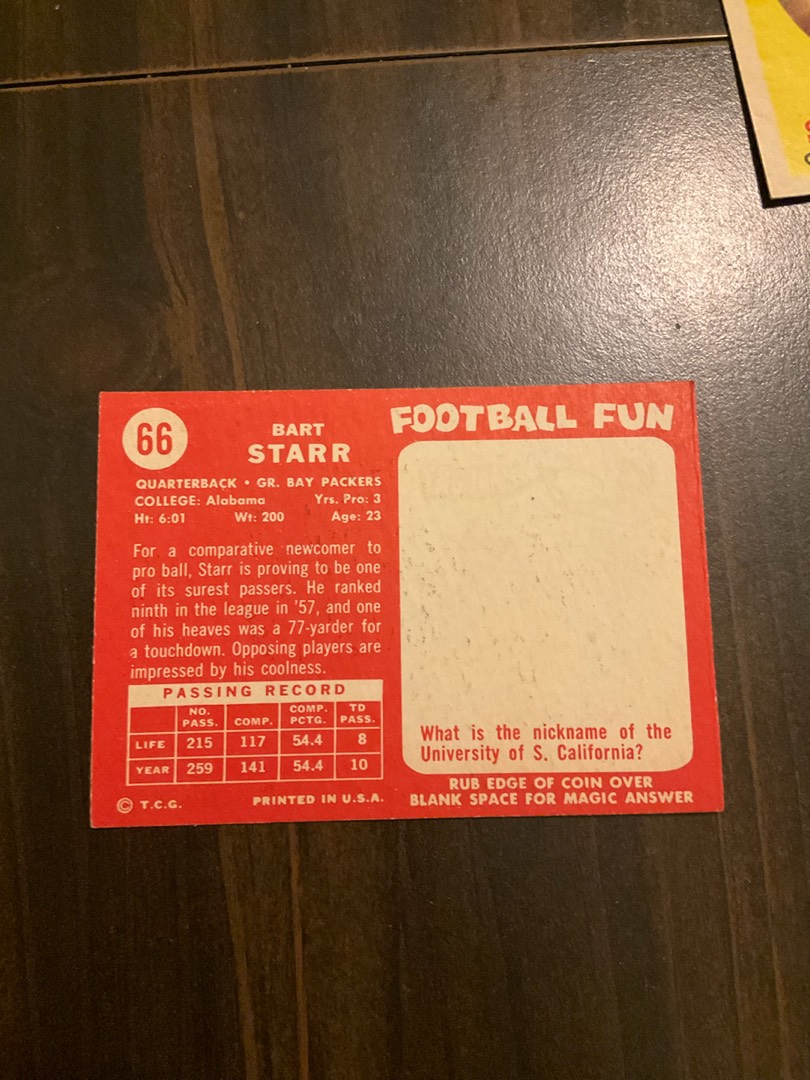 66
BART
STARR
QUARTERBACK • GR. BAY PACKERS
COLLEGE: Alabama Yrs. Pro: 3
Ht: 6:01 Wt: 200 Age: 23
For a comparative newcomer to
pro ball, Starr is proving to be one
of its surest passers. He ranked
ninth in the league in '57, and one
of his heaves was a 77-yarder for
a touchdown. Opposing players are
impressed by his coolness.
PASSING RECORD
NO. PASS. COMP. COMP. PCTG. TD PASS.
LIFE 215 117 54.4 8
YEAR 259 141 54.4 10
© T.C.G. PRINTED IN U.S.A.
FOOTBALL FUN
What is the nickname of the
University of S. California?
RUB EDGE OF COIN OVER
BLANK SPACE FOR MAGIC ANSWER